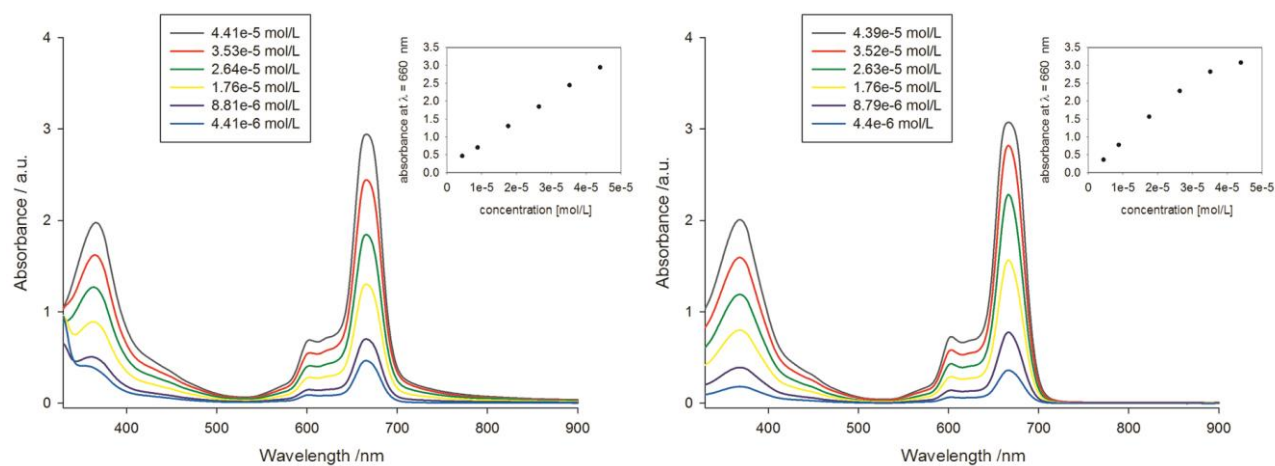 4.41e-5 mol/L
3.53e-5 mol/L
2.64e-5 mol/L
1.76e-5 mol/L
8.81e-6 mol/L
4.41e-6 mol/L
absorbance at λ = 660 nm
3.5
3.0
2.5
2.0
1.5
1.0
0.5
0.0
0 1e-5 2e-5 3e-5 4e-5 5e-5
concentration [mol/L]
Absorbance / a.u.
4
3
2
1
0
400 500 600 700 800 900
Wavelength /nm
4.39e-5 mol/L
3.52e-5 mol/L
2.63e-5 mol/L
1.76e-5 mol/L
8.79e-6 mol/L
4.4e-6 mol/L
absorbance at λ = 660 nm
3.5
3.0
2.5
2.0
1.5
1.0
0.5
0.0
0 1e-5 2e-5 3e-5 4e-5 5e-5
concentration [mol/L]
Absorbance /a.u.
4
3
2
1
0
400 500 600 700 800 900
Wavelength /nm